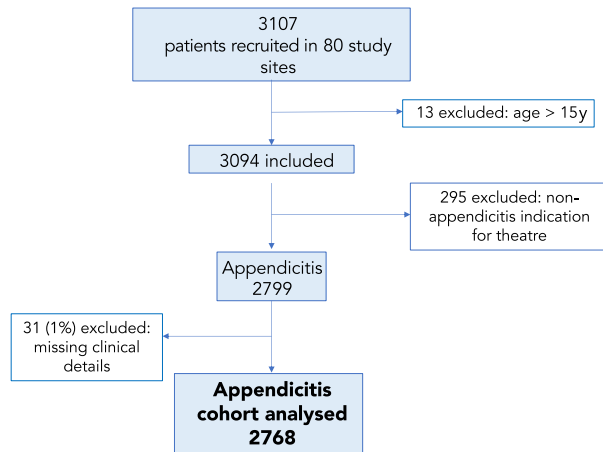 3107
patients recruited in 80 study
sites
13 excluded: age > 15y
3094 included
295 excluded: non-
appendicitis indication
for theatre
Appendicitis
2799
31 (1%) excluded:
missing clinical
details
Appendicitis
cohort analysed
2768